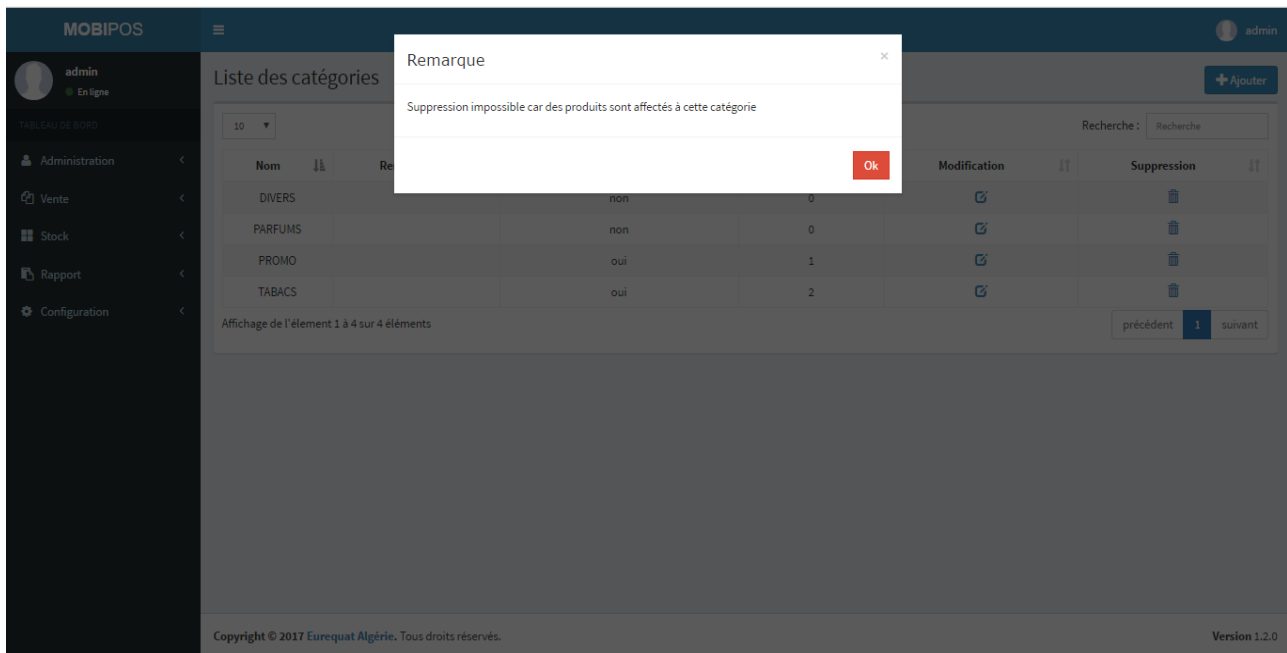 MOBIPOS
admin
Remarque
×
Suppression impossible car des produits sont affectés à cette catégorie
Ok
admin
En ligne
TABLEAU DE BORD
Administration
Vente
Stock
Rapport
Configuration
Liste des catégories
Ajouter
10
Recherche : Recherche
Nom Re Modification Suppression
DIVERS non 0
PARFUMS non 0
PROMO oui 1
TABACS oui 2
Affichage de l'élement 1 à 4 sur 4 éléments
précédent 1 suivant
Copyright © 2017 Eurequat Algérie. Tous droits réservés.
Version 1.2.0